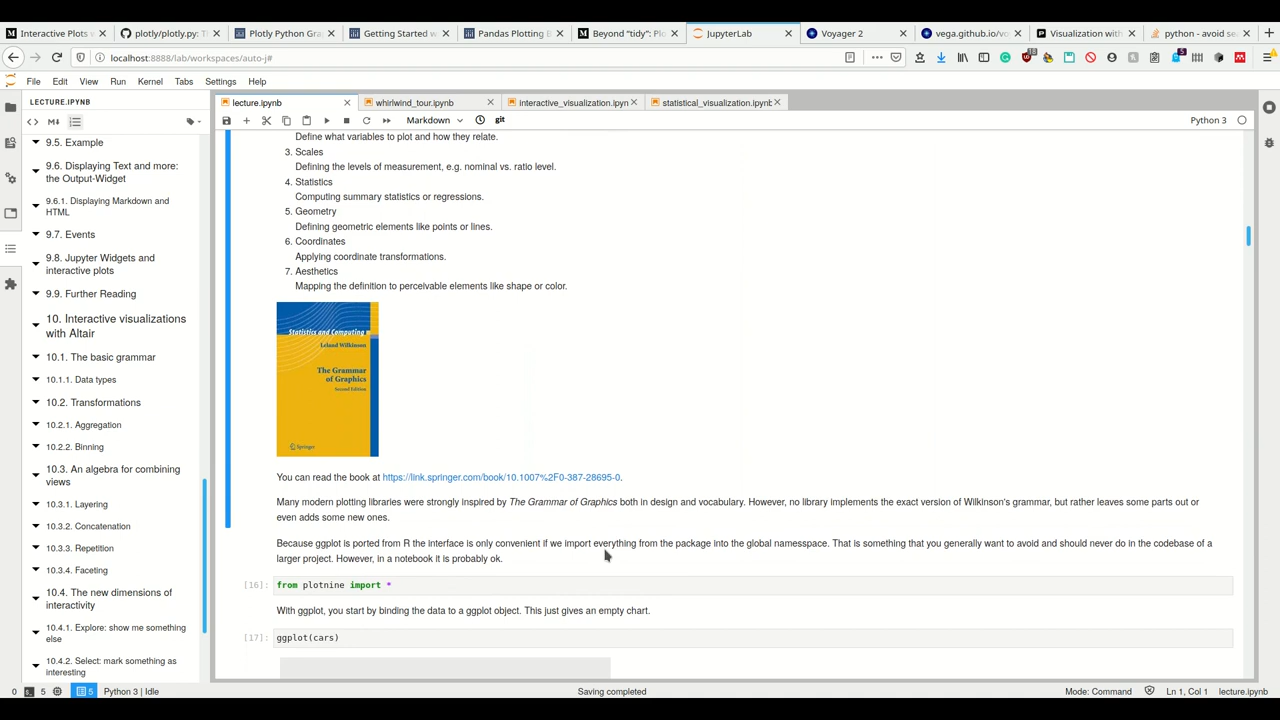 Interactive Plots w
plotly/plotly.py: T
Plotly Python Gra
Getting Started w
Pandas Plotting B
Beyond “tidy”: Plo
JupyterLab
Voyager 2
vega.github.io/vo
Visualization with
python - avoid se
localhost:8888/lab/workspaces/auto-j#
File Edit View Run Kernel Tabs Settings Help
LECTURE.IPYNB
lecture.ipynb
whirlwind_tour.ipynb
interactive_visualization.ipyn
statistical_visualization.ipynb
Markdown
git
Python 3
9.5. Example
9.6. Displaying Text and more:
the Output-Widget
9.6.1. Displaying Markdown and
HTML
9.7. Events
9.8. Jupyter Widgets and
interactive plots
9.9. Further Reading
10. Interactive visualizations
with Altair
10.1. The basic grammar
10.1.1. Data types
10.2. Transformations
10.2.1. Aggregation
10.2.2. Binning
10.3. An algebra for combining
views
10.3.1. Layering
10.3.2. Concatenation
10.3.3. Repetition
10.3.4. Faceting
10.4. The new dimensions of
interactivity
10.4.1. Explore: show me something
else
10.4.2. Select: mark something as
interesting
Define what variables to plot and how they relate.
3. Scales
Defining the levels of measurement, e.g. nominal vs. ratio level.
4. Statistics
Computing summary statistics or regressions.
5. Geometry
Defining geometric elements like points or lines.
6. Coordinates
Applying coordinate transformations.
7. Aesthetics
Mapping the definition to perceivable elements like shape or color.
Statistics and Computing
Leland Wilkinson
The Grammar
of Graphics
Second Edition
Springer
You can read the book at https://link.springer.com/book/10.1007%2F0-387-28695-0.
Many modern plotting libraries were strongly inspired by The Grammar of Graphics both in design and vocabulary. However, no library implements the exact version of Wilkinson's grammar, but rather leaves some parts out or
even adds some new ones.
Because ggplot is ported from R the interface is only convenient if we import everything from the package into the global namesspace. That is something that you generally want to avoid and should never do in the codebase of a
larger project. However, in a notebook it is probably ok.
[16]: from plotnine import *
With ggplot, you start by binding the data to a ggplot object. This just gives an empty chart.
[17]: ggplot(cars)
0 5 5 Python 3 | Idle
Saving completed
Mode: Command
Ln 1, Col 1
lecture.ipynb